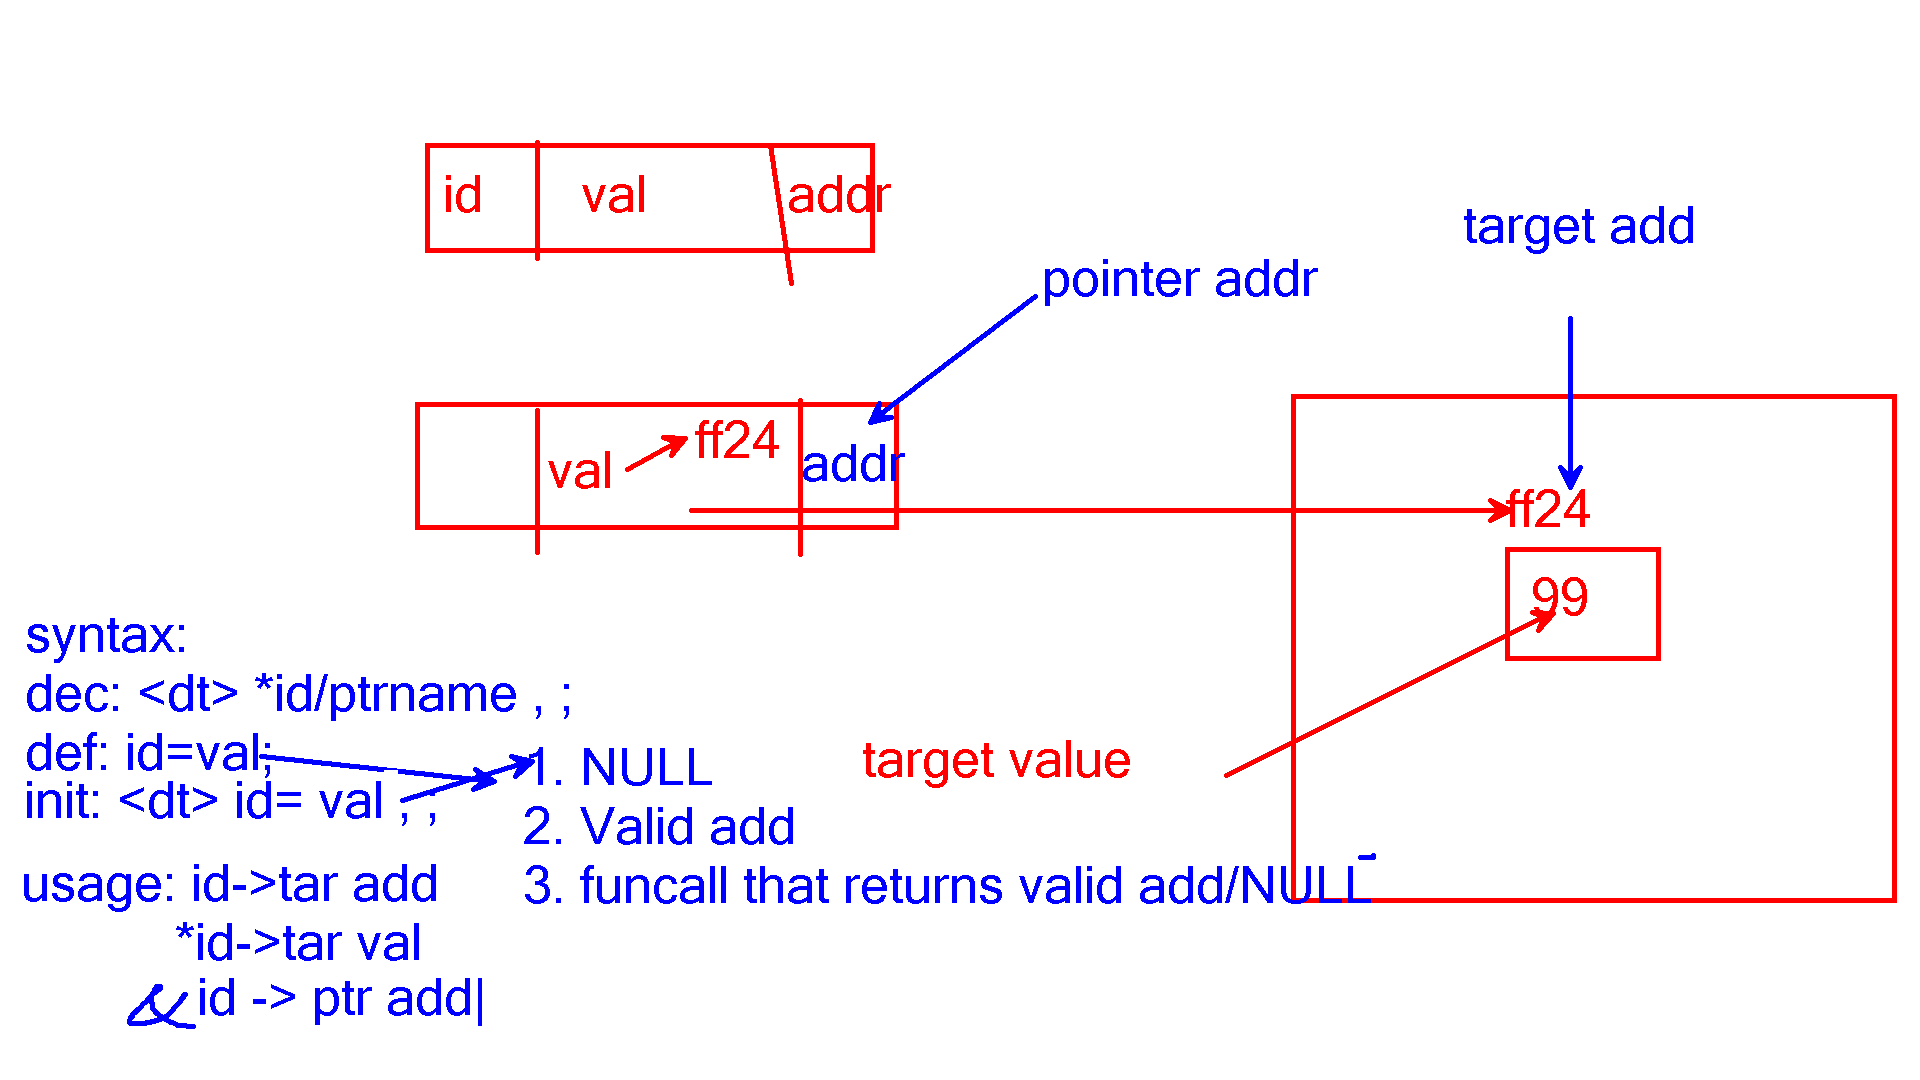 id val addr
target add
pointer addr
val ff24 addr
ff24
99
syntax:
dec: <dt> *id/ptrname , ;
def: id=val;
init: <dt> id= val , ;
1. NULL
2. Valid add
3. funcall that returns valid add/NULL
target value
usage: id->tar add
*id->tar val
&id -> ptr add|